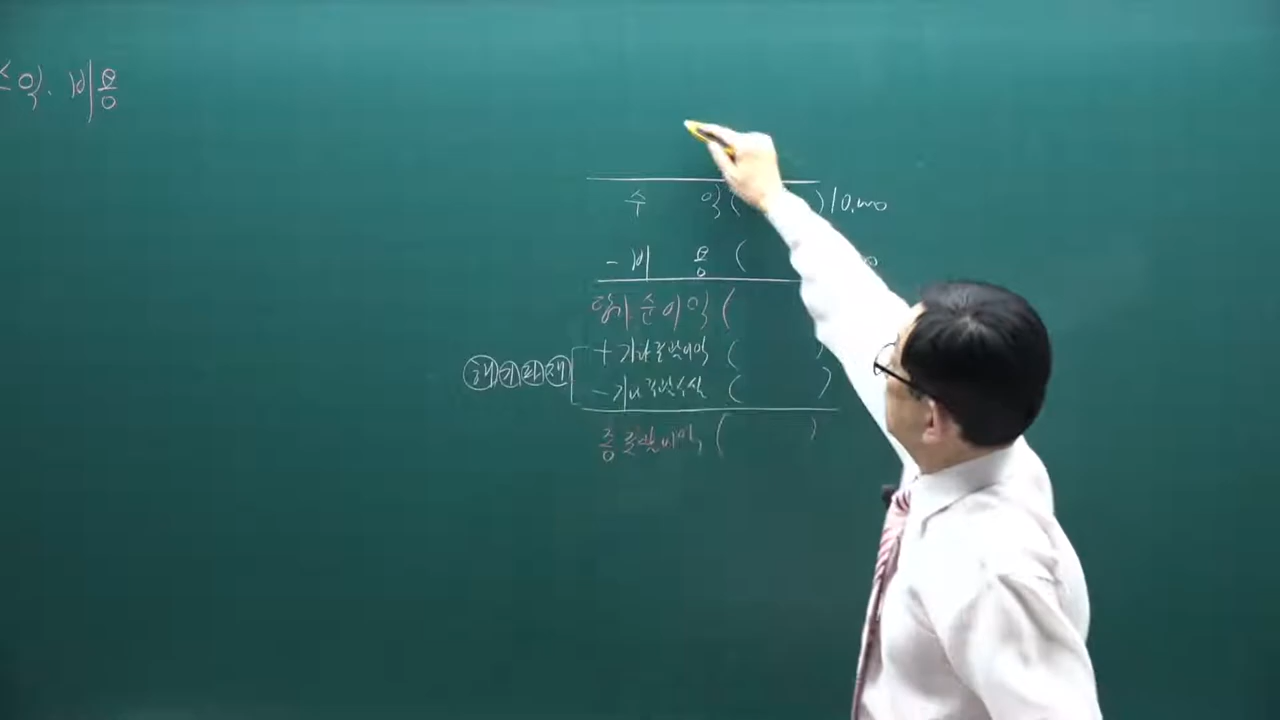 수익. 비용
수 익 ( ) 10,000
- 비 용 (
당기순이익 (
+ 기타포괄이익 ( )
- 기타포괄손실 ( )
총포괄이익 ( )